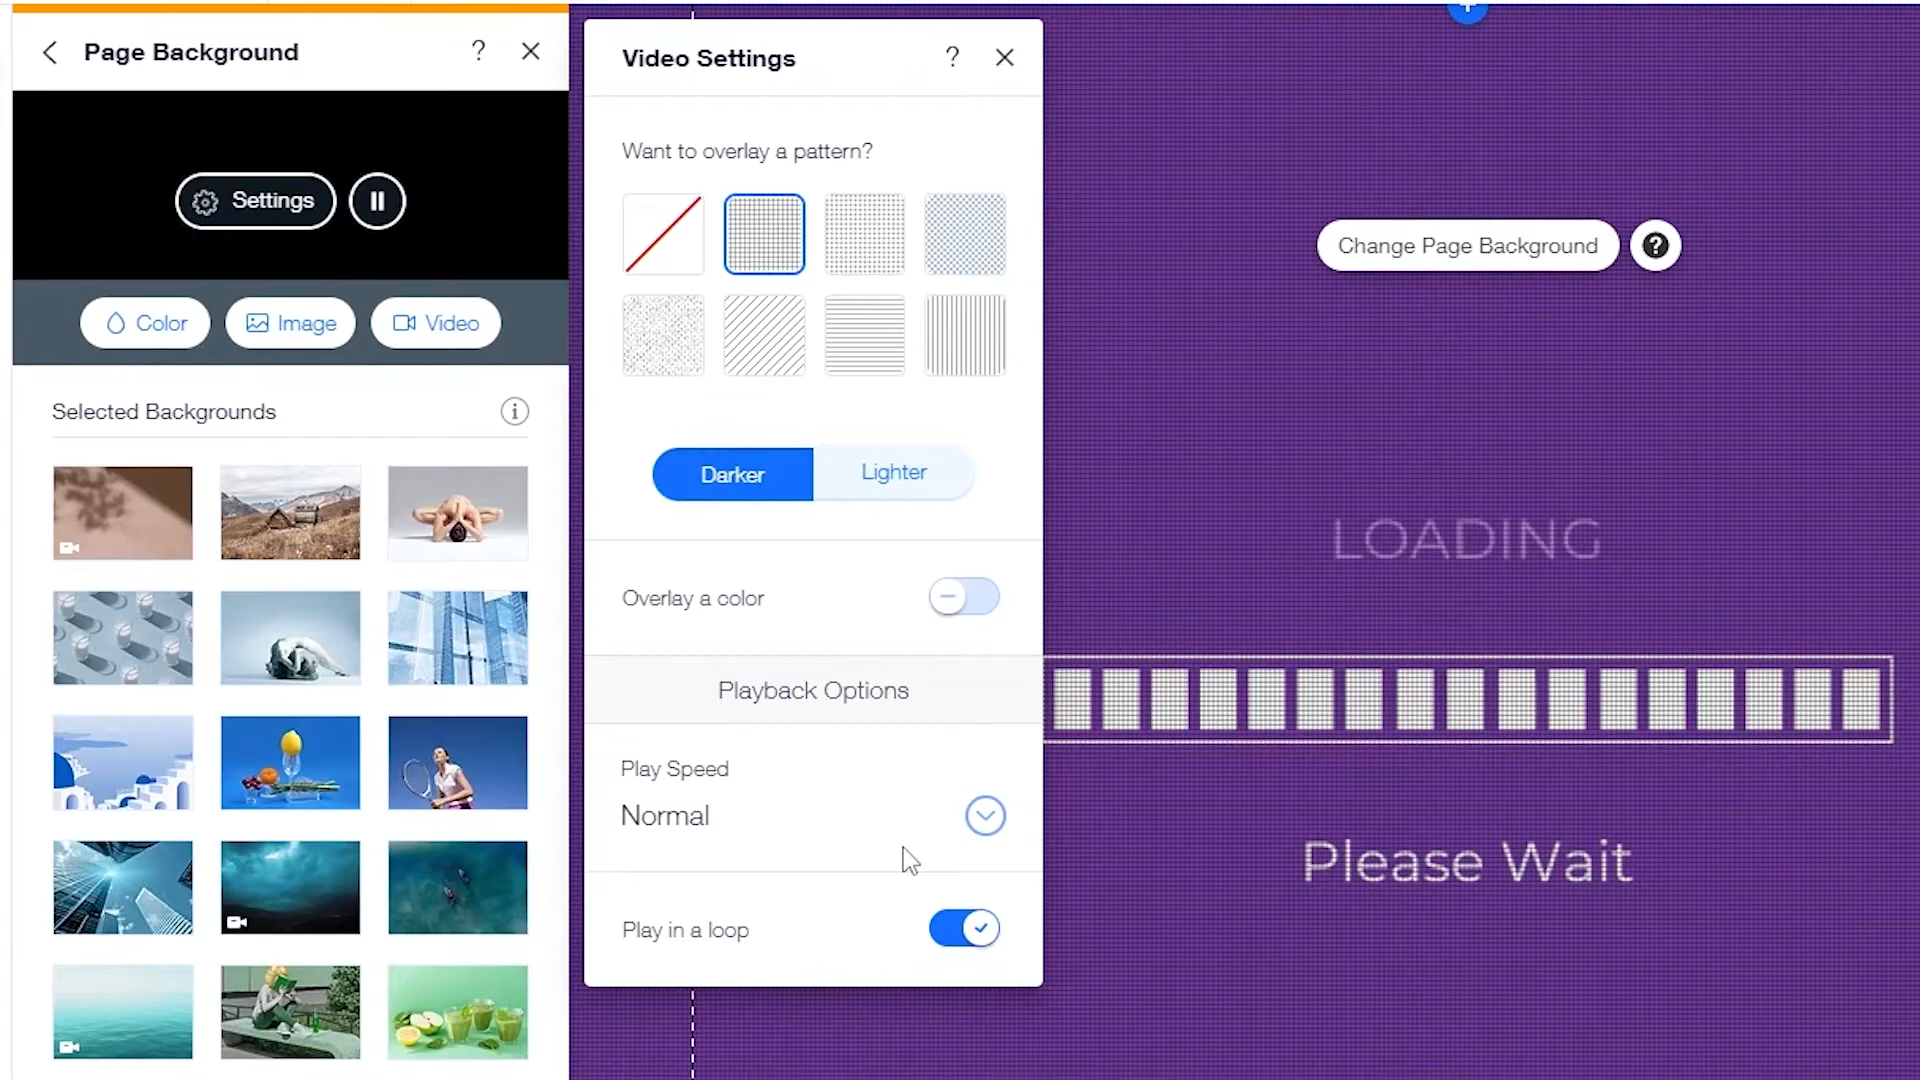 Page Background
?
Settings
Color
Image
Video
Selected Backgrounds
Video Settings
?
Want to overlay a pattern?
Darker
Lighter
Overlay a color
Playback Options
Play Speed
Normal
Play in a loop
Change Page Background
?
LOADING
Please Wait